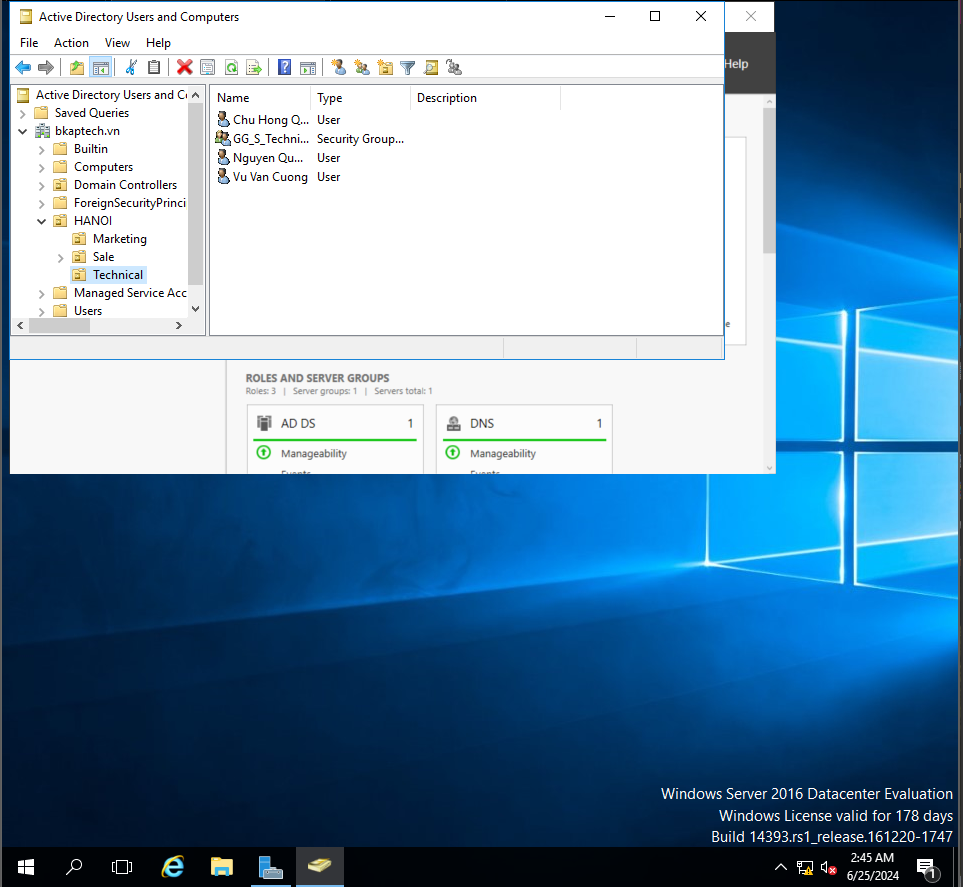 Active Directory Users and Computers
File Action View Help
Help
Active Directory Users and Co
Saved Queries
bkaptech.vn
Builtin
Computers
Domain Controllers
ForeignSecurityPrinci
HANOI
Marketing
Sale
Technical
Managed Service Acc
Users
Name Type Description
Chu Hong Q... User
GG_S_Techni... Security Group...
Nguyen Qu... User
Vu Van Cuong User
ROLES AND SERVER GROUPS
Roles: 3 | Server groups: 1 | Servers total: 1
AD DS 1
Manageability
Events
DNS 1
Manageability
Events
Windows Server 2016 Datacenter Evaluation
Windows License valid for 178 days
Build 14393.rs1_release.161220-1747
2:45 AM
6/25/2024
1